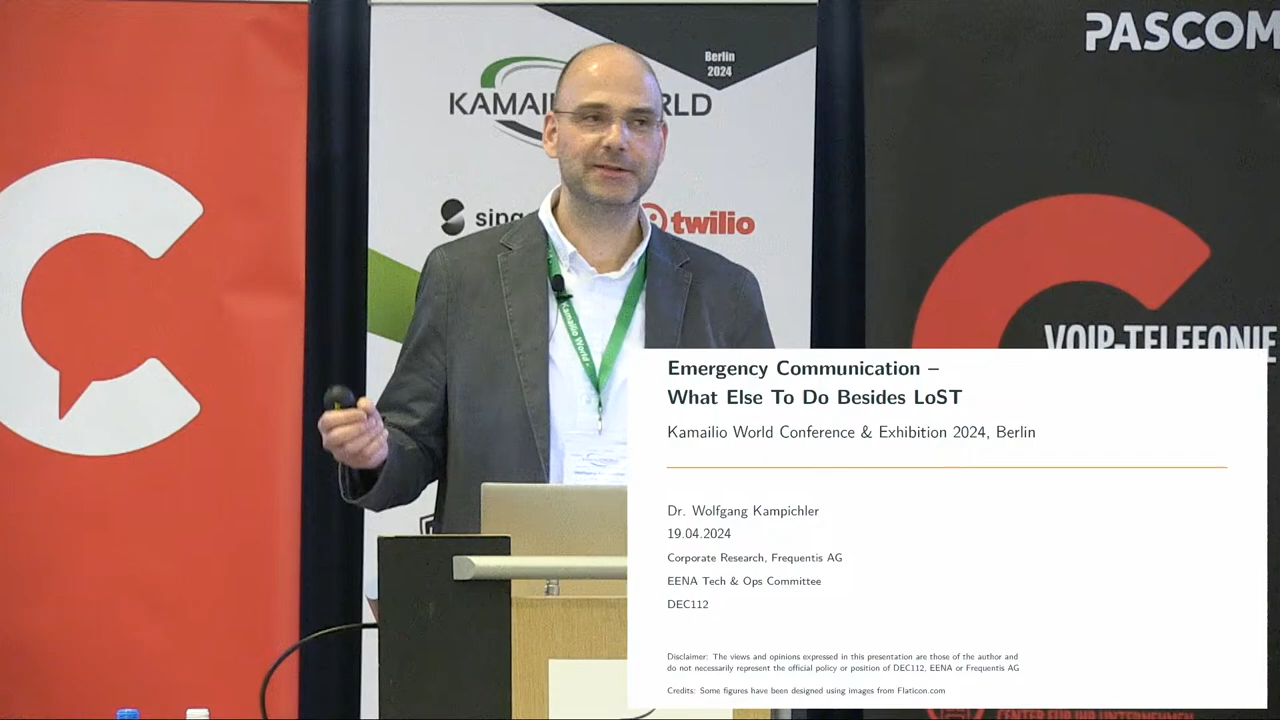 PASCOM
Berlin
2024
KAMAI RLD
twilio
Kamailio World
VOIP-TELEFONIE
Emergency Communication –
What Else To Do Besides LoST
Kamailio World Conference & Exhibition 2024, Berlin
Dr. Wolfgang Kampichler
19.04.2024
Corporate Research, Frequentis AG
EENA Tech & Ops Committee
DEC112
Disclaimer: The views and opinions expressed in this presentation are those of the author and
do not necessarily represent the official policy or position of DEC112, EENA or Frequentis AG
Credits: Some figures have been designed using images from Flaticon.com